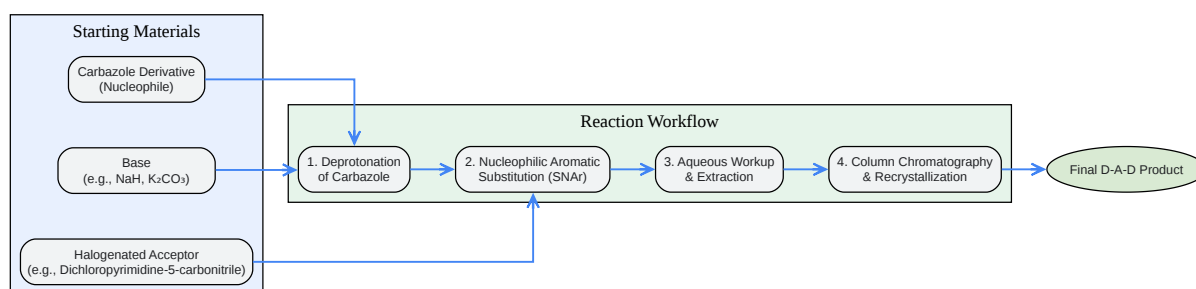 Starting Materials
Carbazole Derivative
(Nucleophile)
Base
(e.g., NaH, K₂CO₃)
Halogenated Acceptor
(e.g., Dichloropyrimidine-5-carbonitrile)
Reaction Workflow
1. Deprotonation
of Carbazole
2. Nucleophilic Aromatic
Substitution (SNAr)
3. Aqueous Workup
& Extraction
4. Column Chromatography
& Recrystallization
Final D-A-D Product